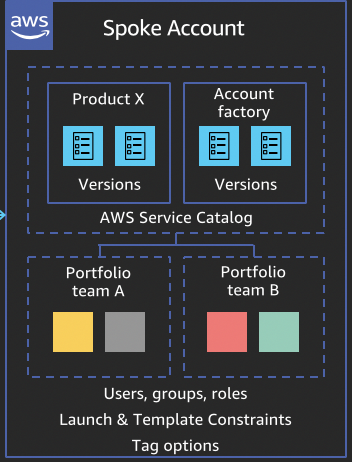 aws
Spoke Account
Product X
Versions
Account
factory
Versions
AWS Service Catalog
Portfolio
team A
Portfolio
team B
Users, groups, roles
Launch & Template Constraints
Tag options